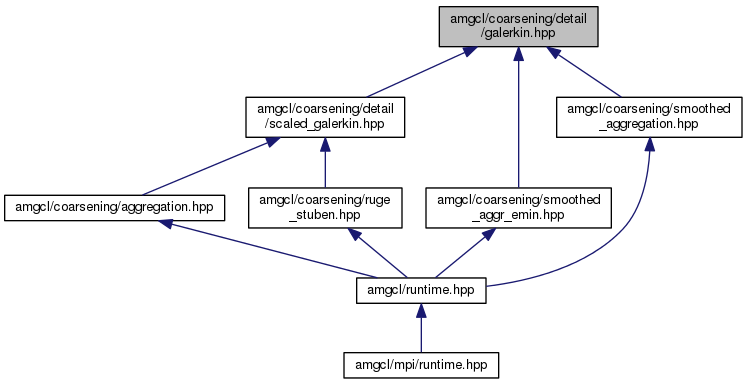 amgcl/coarsening/detail
/galerkin.hpp
amgcl/coarsening/detail
/scaled_galerkin.hpp
amgcl/coarsening/smoothed
_aggregation.hpp
amgcl/coarsening/aggregation.hpp
amgcl/coarsening/ruge
_stuben.hpp
amgcl/coarsening/smoothed
_aggr_emin.hpp
amgcl/runtime.hpp
amgcl/mpi/runtime.hpp